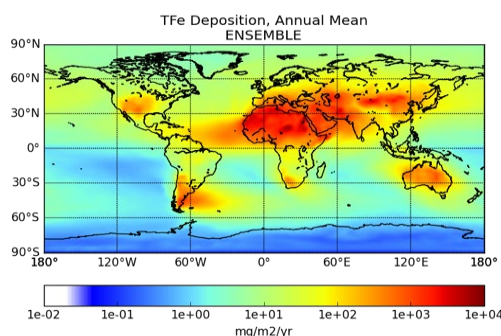 TFe Deposition, Annual Mean
ENSEMBLE
90°N
60°N
30°N
0°
30°S
60°S
90°S
180° 120°W 60°W 0° 60°E 120°E 180°
1e-02 1e-01 1e+00 1e+01 1e+02 1e+03 1e+04
mg/m2/yr